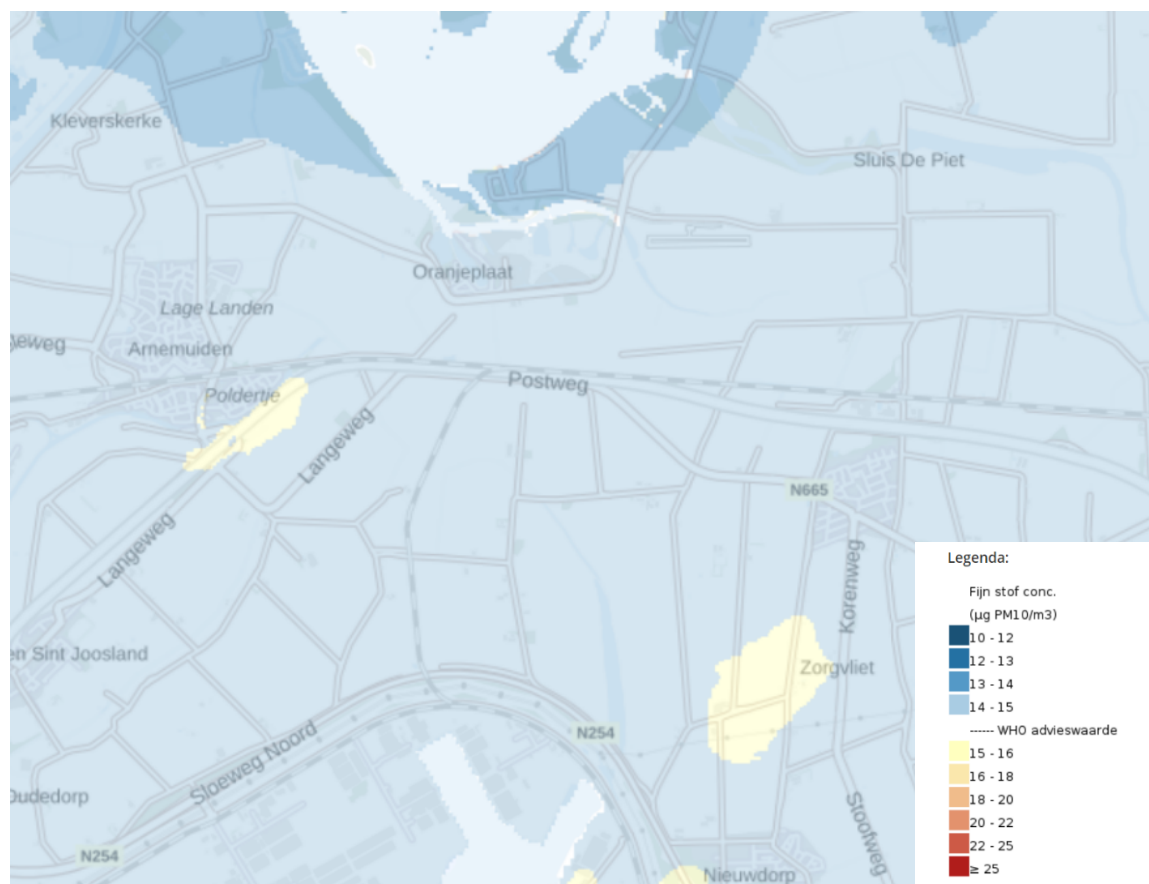 Kleverskerke
Sluis De Piet
Oranjeplaat
Lage Landen
eweg
Arnemuiden
Postweg
Poldertje
Langeweg
N665
Langeweg
Korenweg
en Sint Joosland
Zorgvliet
N254
Sloeweg Noord
Oudedorp
Stoofweg
N254
Nieuwdorp
Legenda:
Fijn stof conc.
(µg PM10/m3)
10 - 12
12 - 13
13 - 14
14 - 15
------ WHO advieswaarde
15 - 16
16 - 18
18 - 20
20 - 22
22 - 25
≥ 25